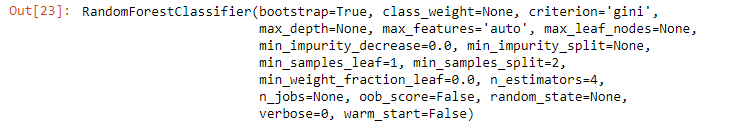 Out[23]: RandomForestClassifier(bootstrap=True, class_weight=None, criterion='gini',
max_depth=None, max_features='auto', max_leaf_nodes=None,
min_impurity_decrease=0.0, min_impurity_split=None,
min_samples_leaf=1, min_samples_split=2,
min_weight_fraction_leaf=0.0, n_estimators=4,
n_jobs=None, oob_score=False, random_state=None,
verbose=0, warm_start=False)